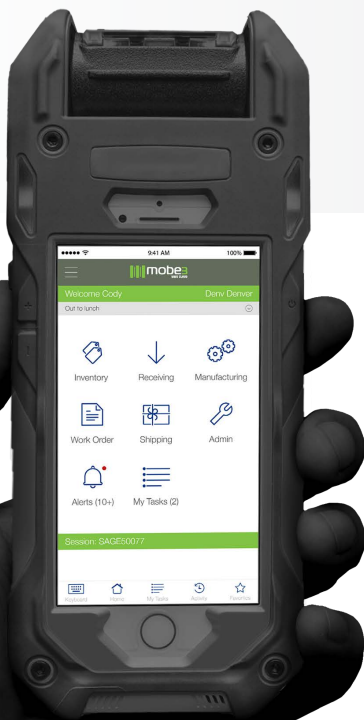 9:41 AM 100%
mobe3
Welcome Cody Denv Denver
Out to lunch
Inventory Receiving Manufacturing
Work Order Shipping Admin
Alerts (10+) My Tasks (2)
Session: SAGE50077
Keyboard Home My Tasks Activity Favorites